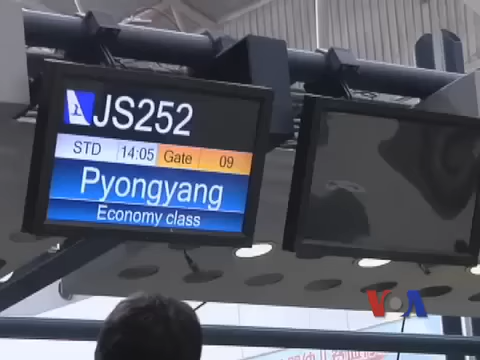 JS252
STD 14:05 Gate 09
Pyongyang
Economy class
VOA